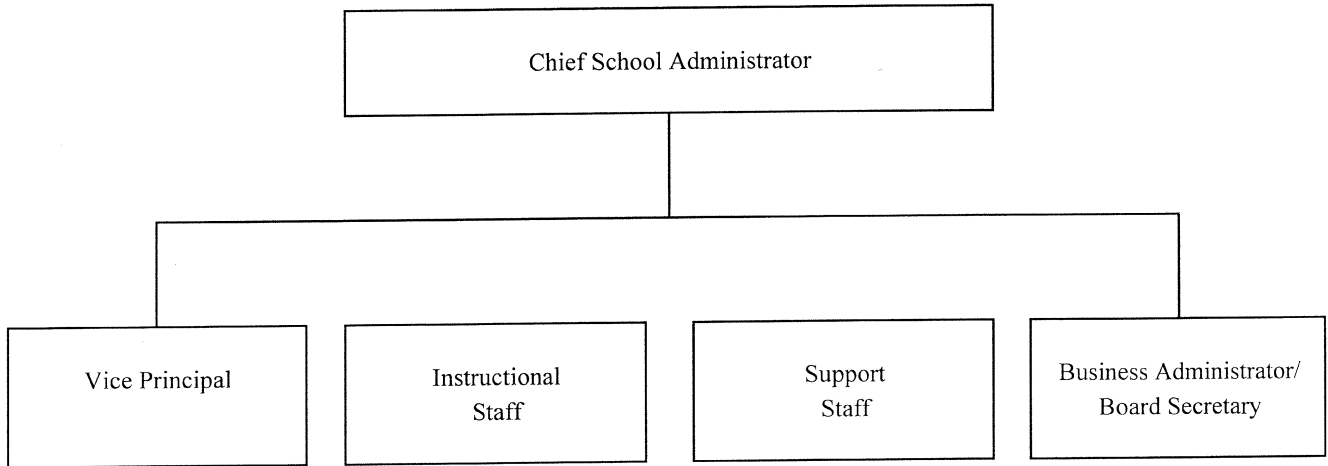 Chief School Administrator
Vice Principal
Instructional
Staff
Support
Staff
Business Administrator/
Board Secretary